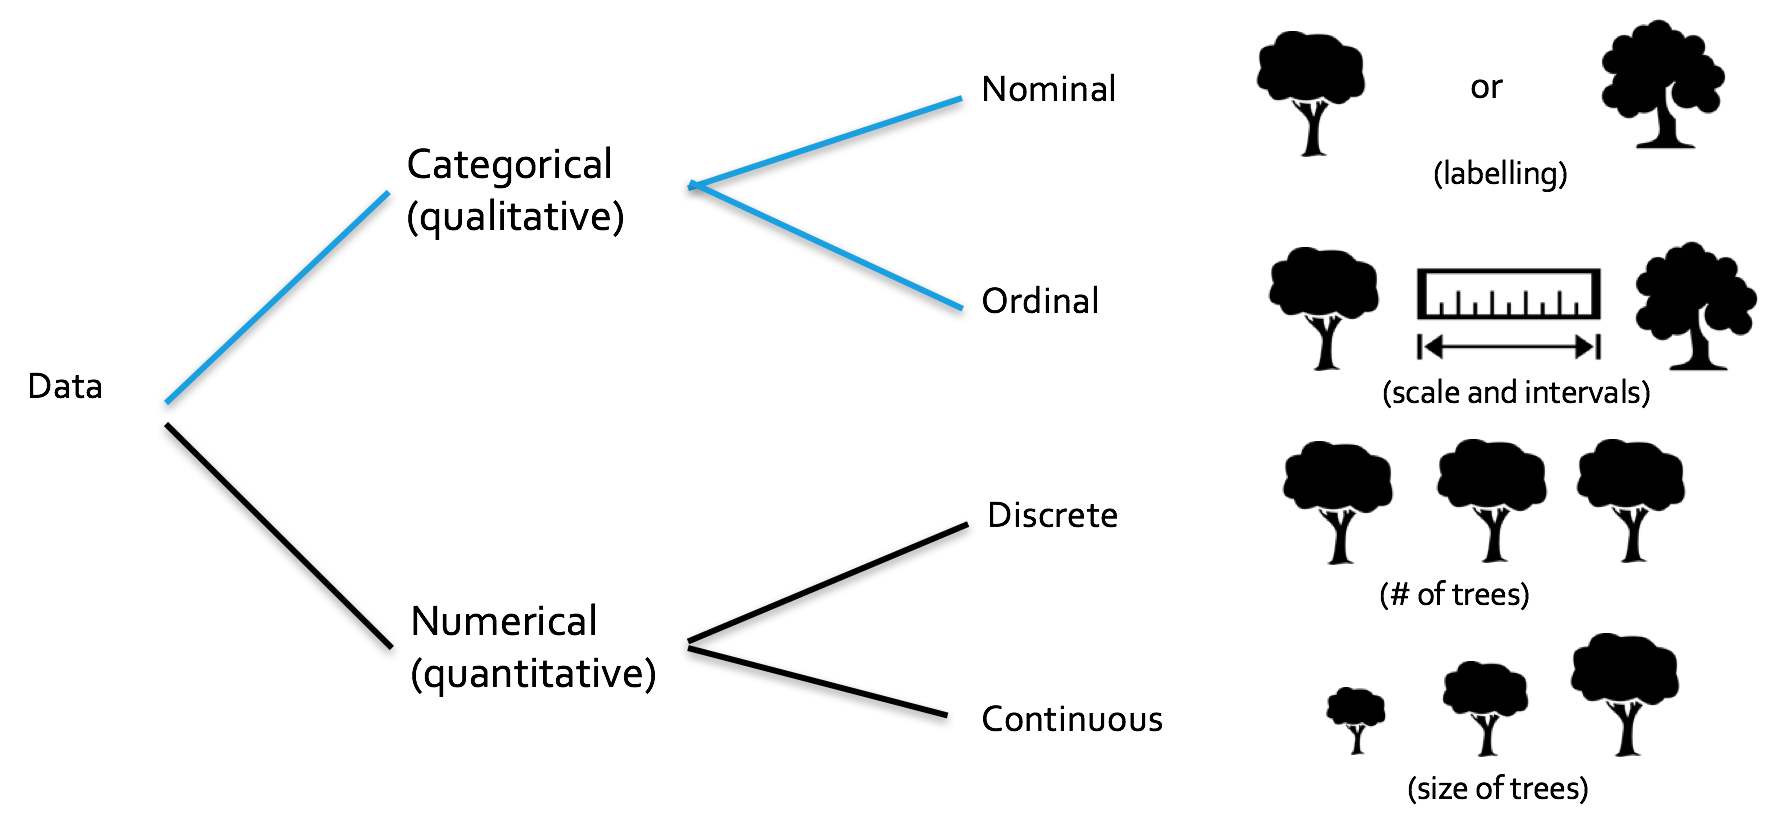 Data
Categorical
(qualitative)
Nominal
or
(labelling)
Ordinal
(scale and intervals)
Numerical
(quantitative)
Discrete
(# of trees)
Continuous
(size of trees)